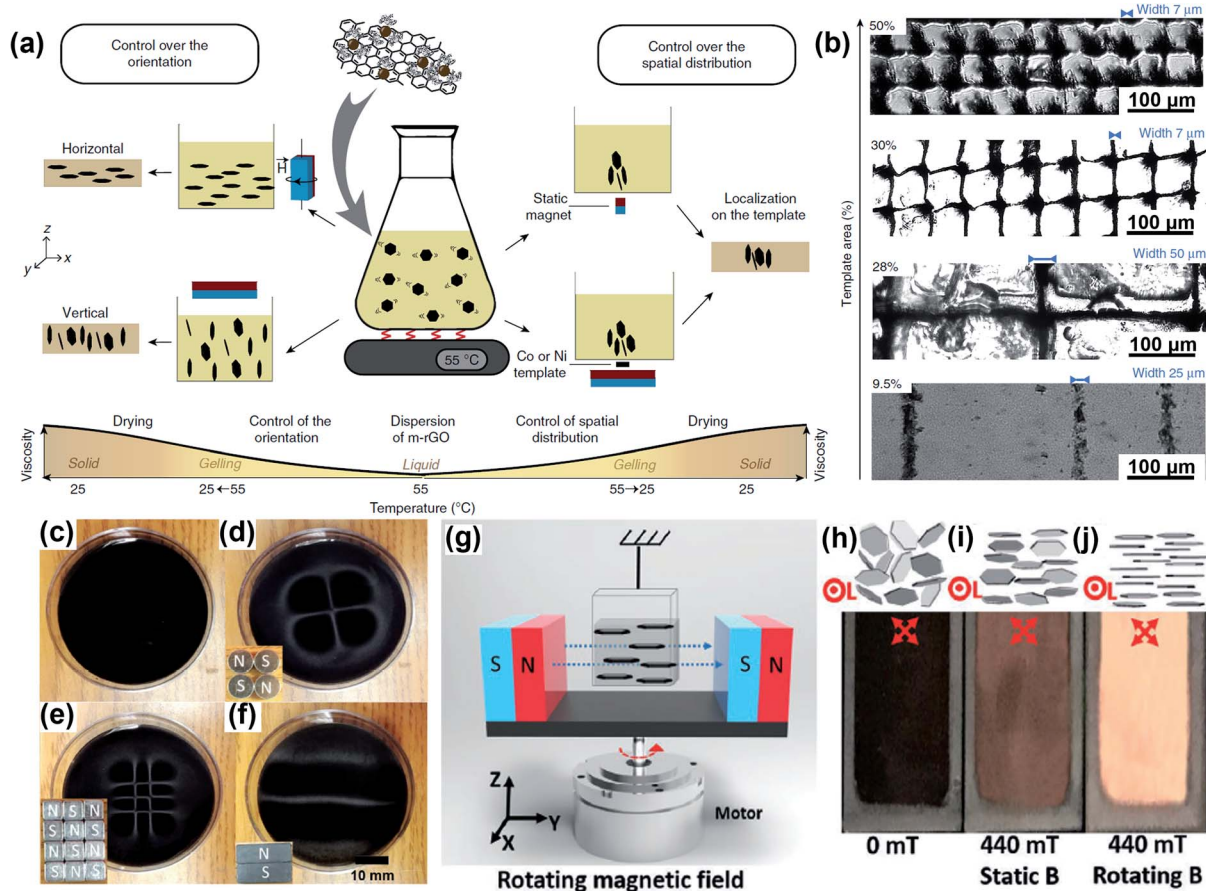 (a)
Control over the
orientation
Control over the
spatial distribution
Horizontal
H
Static
magnet
Localization
on the template
z
y
x
Vertical
Co or Ni
template
55 °C
Drying
Control of the
orientation
Dispersion
of m-rGO
Control of spatial
distribution
Drying
Viscosity
Solid
Gelling
Liquid
Gelling
Solid
Viscosity
25
25←55
55
55→25
25
Temperature (°C)
(b)
Template area (%)
50%
Width 7 μm
100 μm
30%
Width 7 μm
100 μm
28%
Width 50 μm
100 μm
9.5%
Width 25 μm
100 μm
(c)
(d)
N S
S N
(e)
N S N
S N S
N S N
S N S
(f)
N
S
10 mm
(g)
S N
S N
Z
Y
X
Motor
Rotating magnetic field
(h)
(i)
(j)
L
L
L
0 mT
440 mT
Static B
440 mT
Rotating B